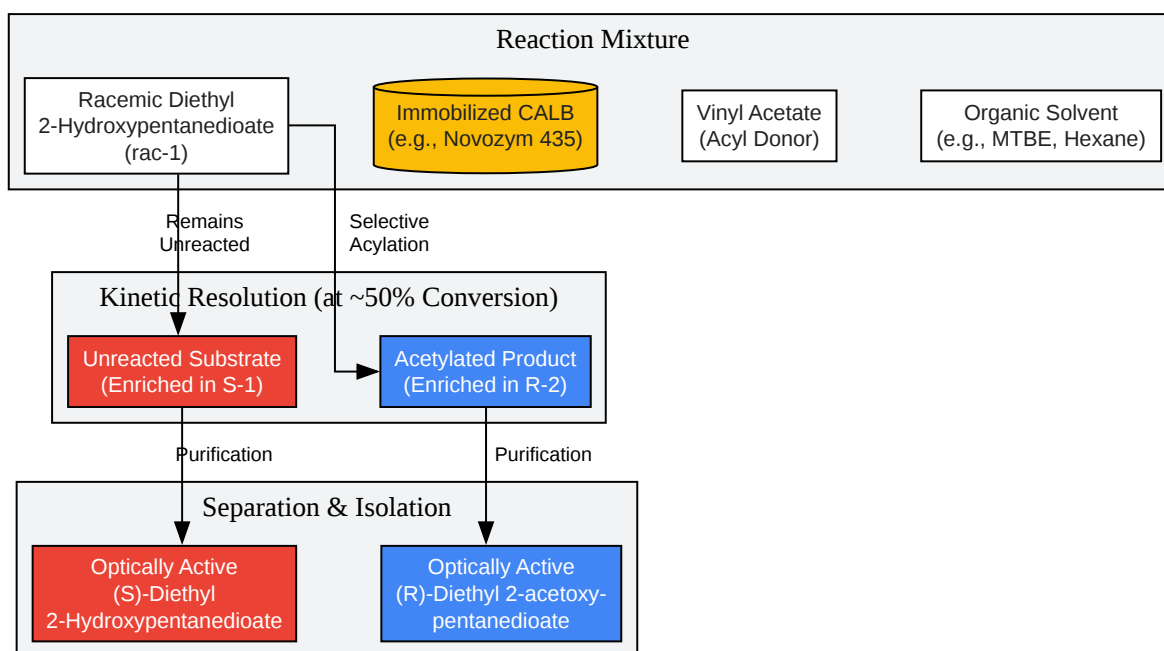 Reaction Mixture
Racemic Diethyl
2-Hydroxypentanedioate
(rac-1)
Immobilized CALB
(e.g., Novozym 435)
Vinyl Acetate
(Acyl Donor)
Organic Solvent
(e.g., MTBE, Hexane)
Remains
Unreacted
Selective
Acylation
Kinetic Resolution (at ~50% Conversion)
Unreacted Substrate
(Enriched in S-1)
Acetylated Product
(Enriched in R-2)
Purification
Purification
Separation & Isolation
Optically Active
(S)-Diethyl
2-Hydroxypentanedioate
Optically Active
(R)-Diethyl 2-acetoxy-
pentanedioate